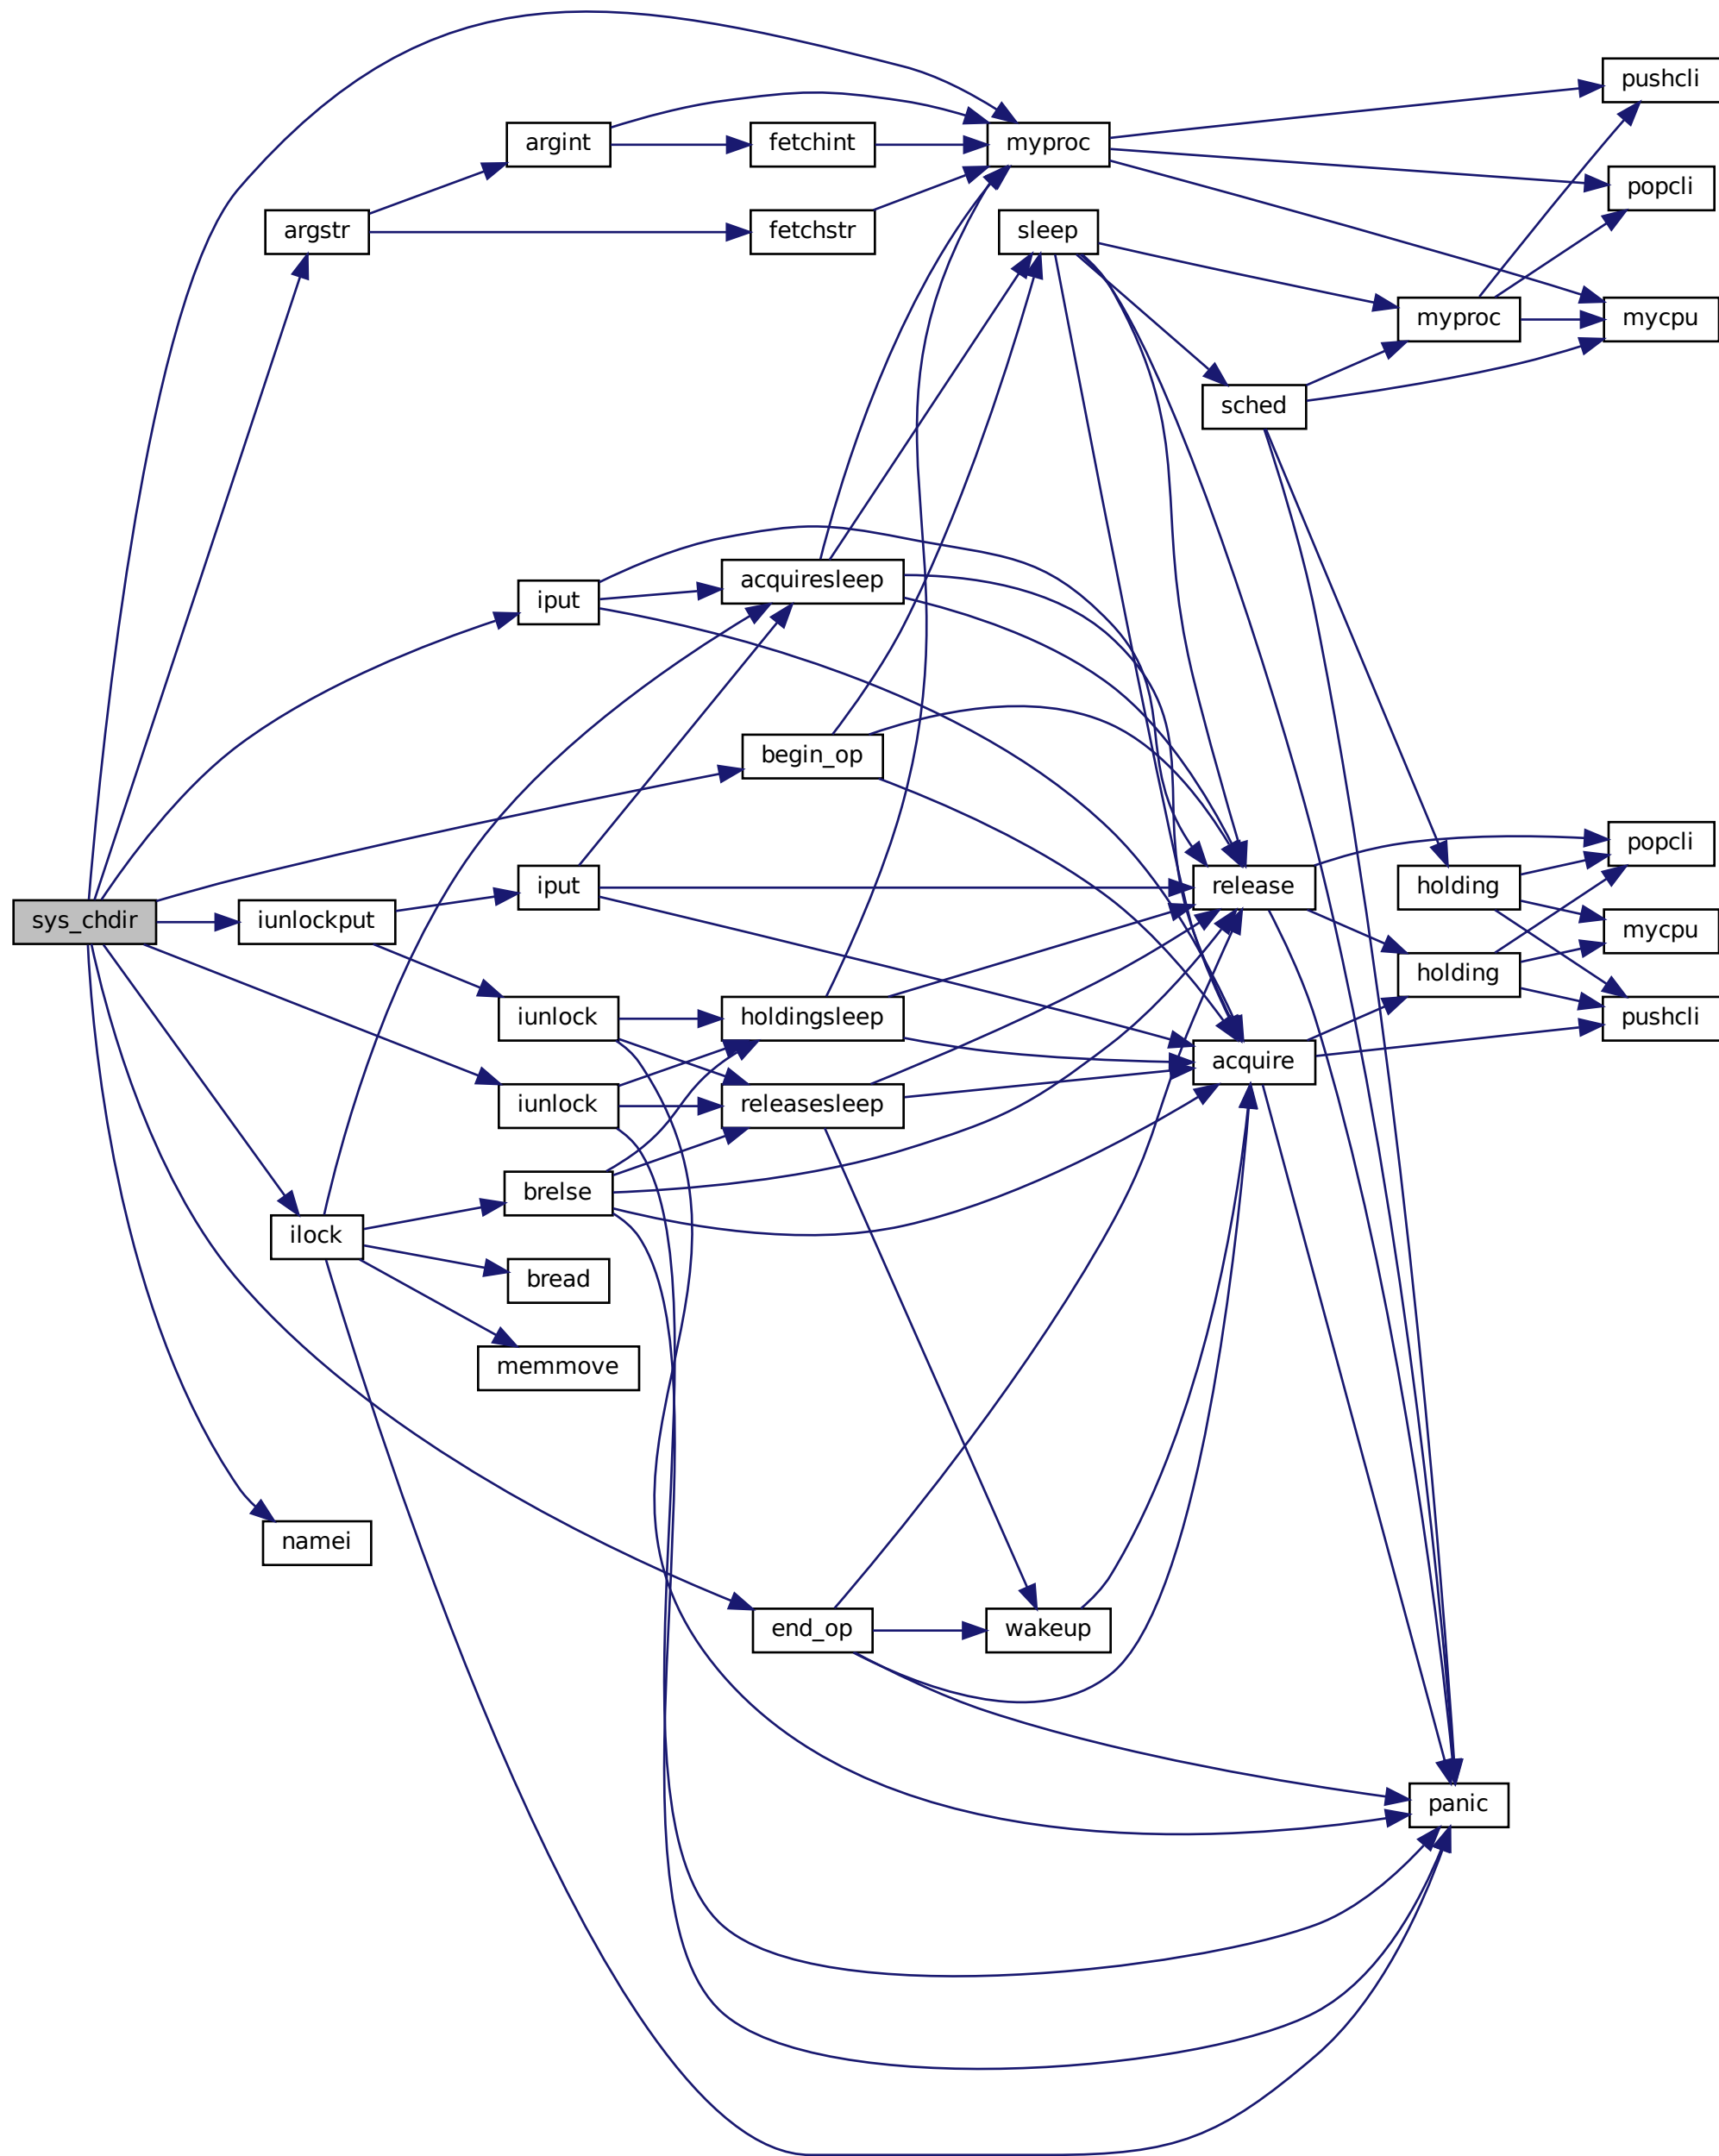 pushcli
argint
fetchint
myproc
popcli
argstr
fetchstr
sleep
myproc
mycpu
sched
acquiresleep
iput
begin_op
popcli
iput
release
holding
sys_chdir
iunlockput
mycpu
holding
iunlock
holdingsleep
pushcli
acquire
iunlock
releasesleep
brelse
ilock
bread
memmove
namei
end_op
wakeup
panic